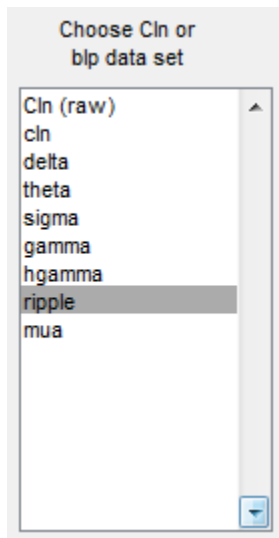 Choose Cln or
blp data set
Cln (raw)
cln
delta
theta
sigma
gamma
hgamma
ripple
mua